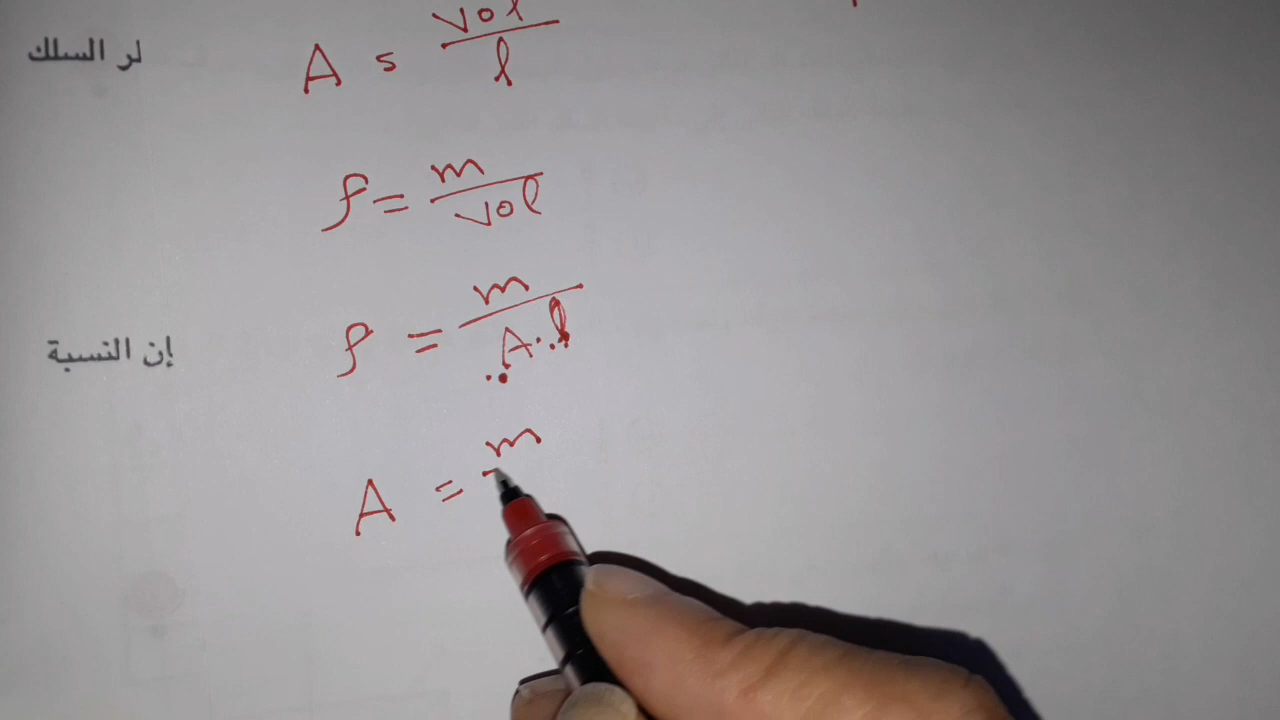 لر السلك
A = vol / l
ρ = m / vol
ρ = m / A . l
إن النسبة
A = m